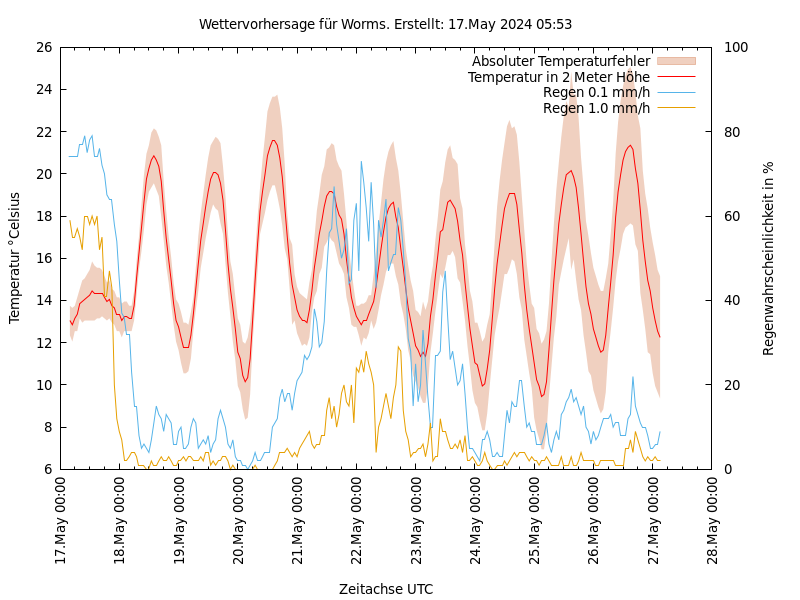 Wettervorhersage für Worms. Erstellt: 17.May 2024 05:53
Absoluter Temperaturfehler
Temperatur in 2 Meter Höhe
Regen 0.1 mm/h
Regen 1.0 mm/h
Temperatur °Celsius
26
24
22
20
18
16
14
12
10
8
6
100
80
60
40
20
0
Regenwahrscheinlichkeit in %
17.May 00:00
18.May 00:00
19.May 00:00
20.May 00:00
21.May 00:00
22.May 00:00
23.May 00:00
24.May 00:00
25.May 00:00
26.May 00:00
27.May 00:00
28.May 00:00
Zeitachse UTC